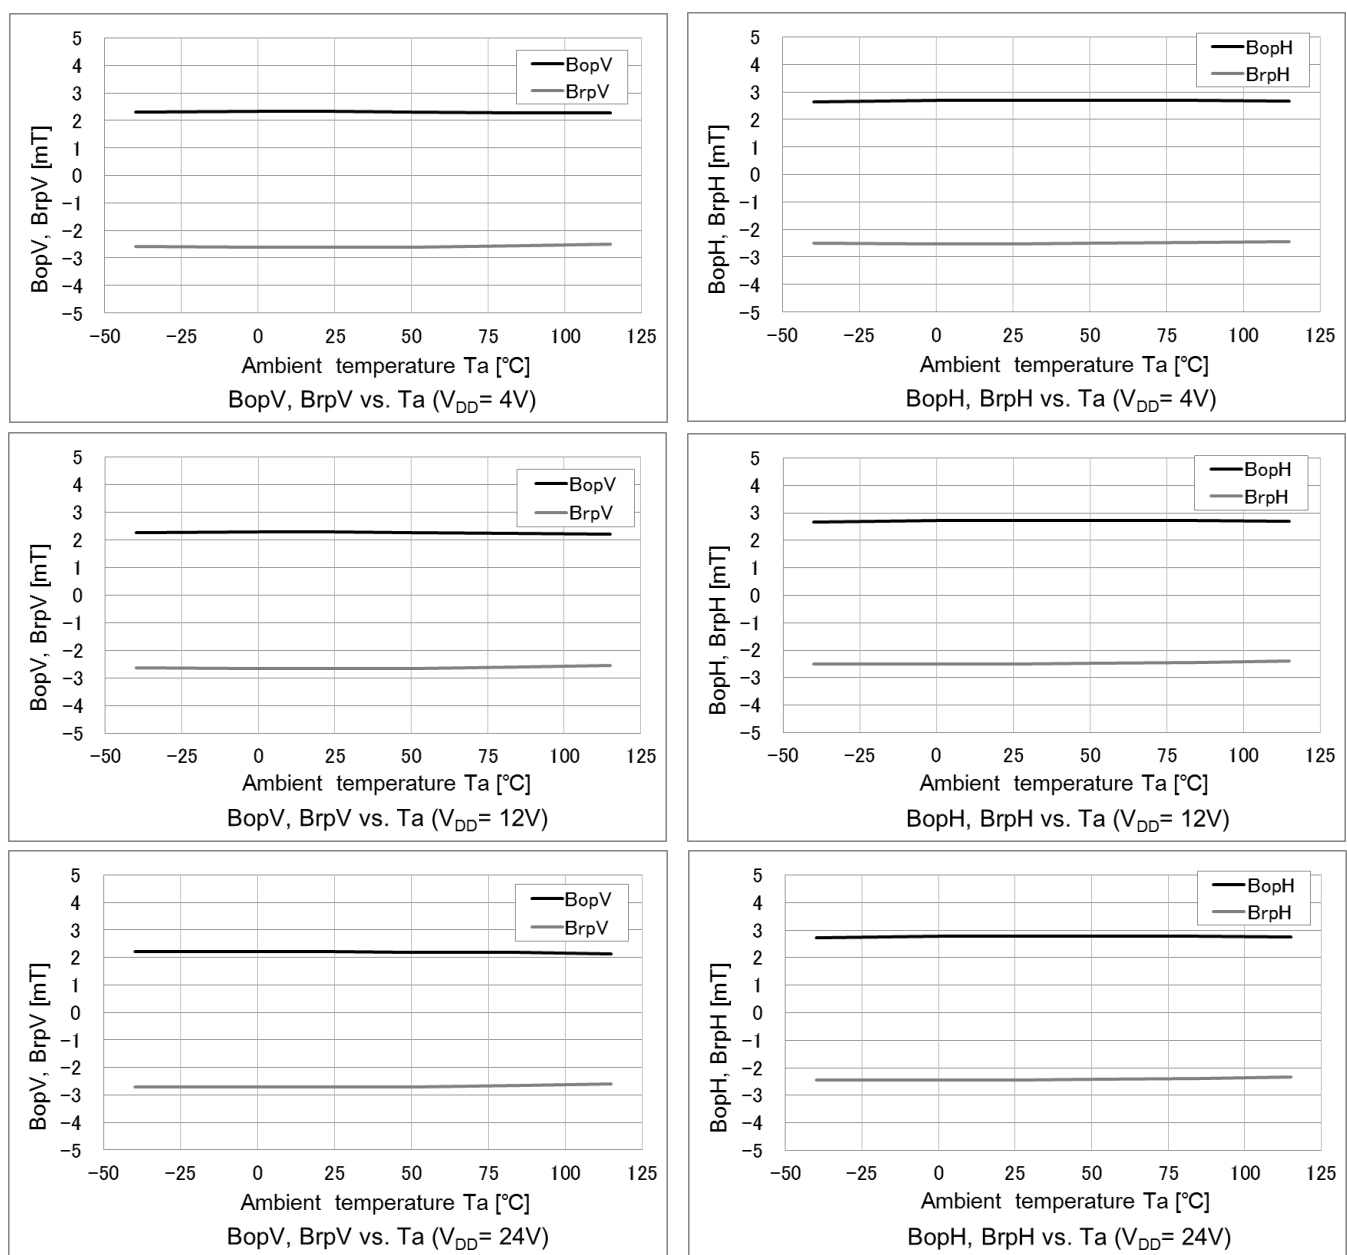 5
4
3
2
1
0
−1
−2
−3
−4
−5
BopV, BrpV [mT]
BopV
BrpV
−50 −25 0 25 50 75 100 125
Ambient temperature Ta [℃]
BopV, BrpV vs. Ta (VDD= 4V)
5
4
3
2
1
0
−1
−2
−3
−4
−5
BopH, BrpH [mT]
BopH
BrpH
−50 −25 0 25 50 75 100 125
Ambient temperature Ta [℃]
BopH, BrpH vs. Ta (VDD= 4V)
5
4
3
2
1
0
−1
−2
−3
−4
−5
BopV, BrpV [mT]
BopV
BrpV
−50 −25 0 25 50 75 100 125
Ambient temperature Ta [℃]
BopV, BrpV vs. Ta (VDD= 12V)
5
4
3
2
1
0
−1
−2
−3
−4
−5
BopH, BrpH [mT]
BopH
BrpH
−50 −25 0 25 50 75 100 125
Ambient temperature Ta [℃]
BopH, BrpH vs. Ta (VDD= 12V)
5
4
3
2
1
0
−1
−2
−3
−4
−5
BopV, BrpV [mT]
BopV
BrpV
−50 −25 0 25 50 75 100 125
Ambient temperature Ta [℃]
BopV, BrpV vs. Ta (VDD= 24V)
5
4
3
2
1
0
−1
−2
−3
−4
−5
BopH, BrpH [mT]
BopH
BrpH
−50 −25 0 25 50 75 100 125
Ambient temperature Ta [℃]
BopH, BrpH vs. Ta (VDD= 24V)